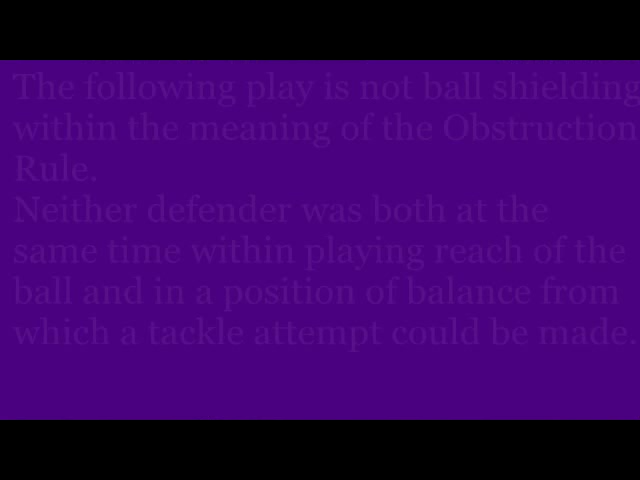 The following play is not ball shielding
within the meaning of the Obstruction
Rule.
Neither defender was both at the
same time within playing reach of the
ball and in a position of balance from
which a tackle attempt could be made.